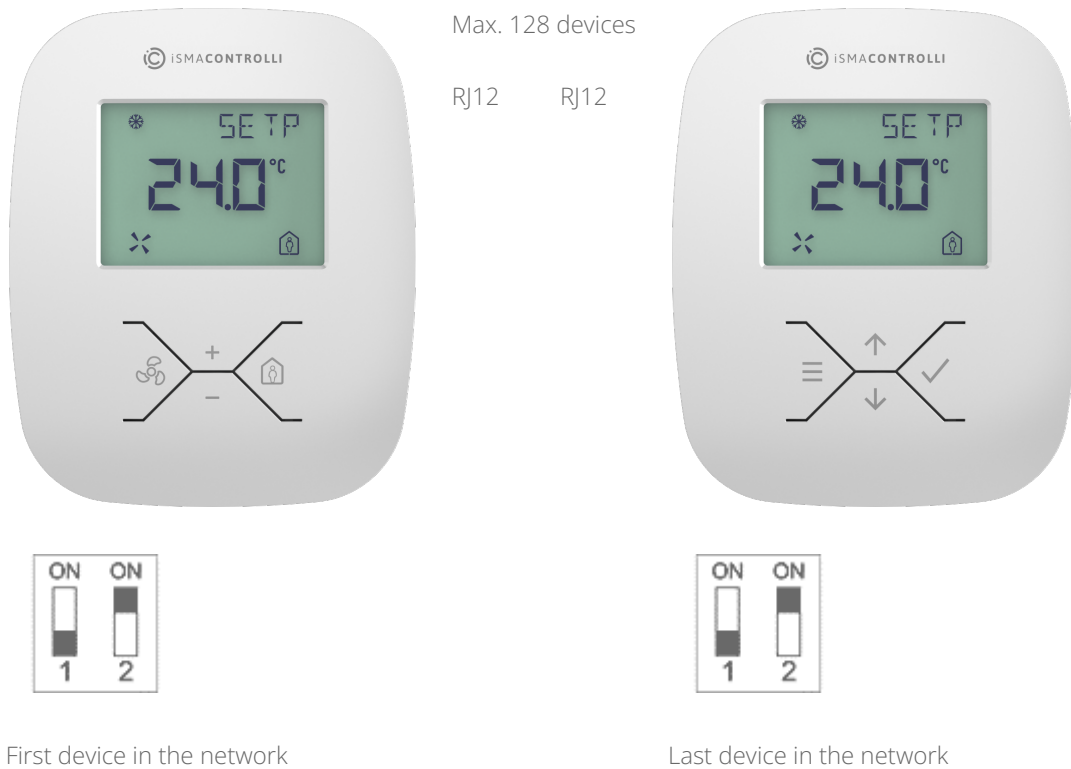 Max. 128 devices
RJ12 RJ12
iSMACONTROLLI
SETP
24.0°C
iSMACONTROLLI
SETP
24.0°C
ON ON
1 2
ON ON
1 2
First device in the network
Last device in the network